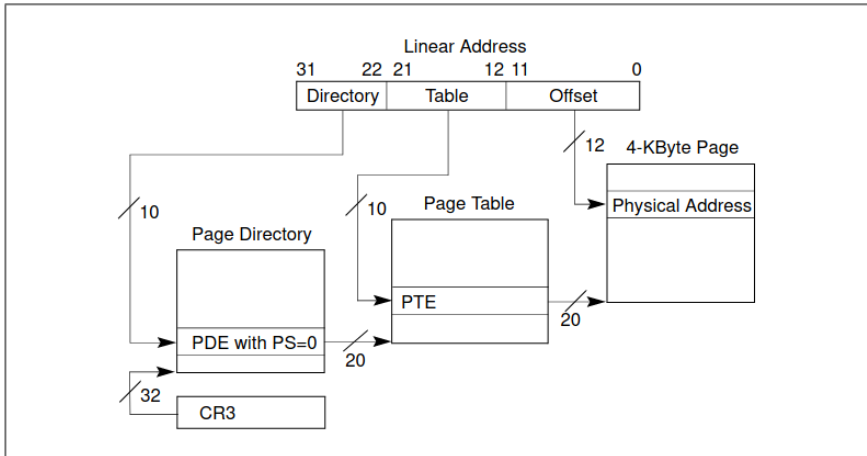 Linear Address
31 22 21 12 11 0
Directory Table Offset
12 4-KByte Page
Physical Address
10 10 Page Table
Page Directory
PTE
20
PDE with PS=0
20
32 CR3